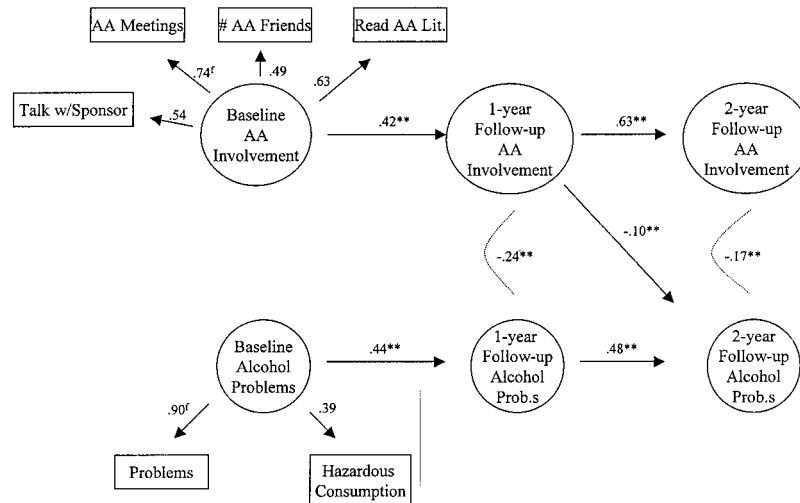 AA Meetings
# AA Friends
Read AA Lit.
.74f
.49
.63
Talk w/Sponsor
.54
Baseline
AA
Involvement
.42**
1-year
Follow-up
AA
Involvement
.63**
2-year
Follow-up
AA
Involvement
-.10**
-.24**
-.17**
Baseline
Alcohol
Problems
.44**
1-year
Follow-up
Alcohol
Prob.s
.48**
2-year
Follow-up
Alcohol
Prob.s
.90f
.39
Problems
Hazardous
Consumption